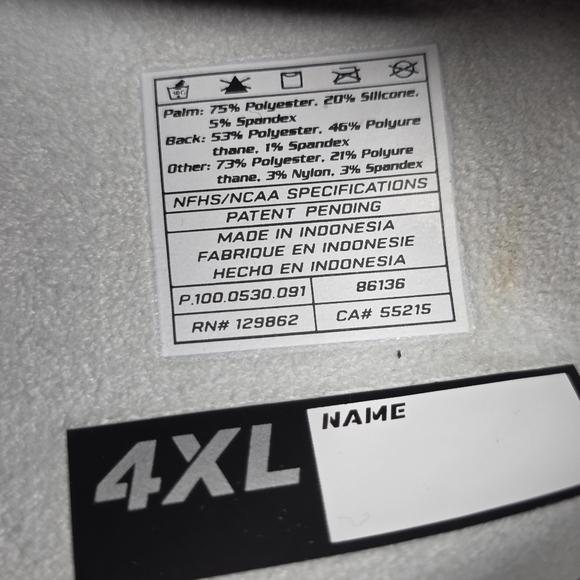 Palm: 75% Polyester, 20% Silicone,
5% Spandex
Back: 53% Polyester, 46% Polyure
thane, 1% Spandex
Other: 73% Polyester, 21% Polyure
thane, 3% Nylon, 3% Spandex
NFHS/NCAA SPECIFICATIONS
PATENT PENDING
MADE IN INDONESIA
FABRIQUE EN INDONESIE
HECHO EN INDONESIA
P.100.0530.091 86136
RN# 129862 CA# 55215
4XL NAME